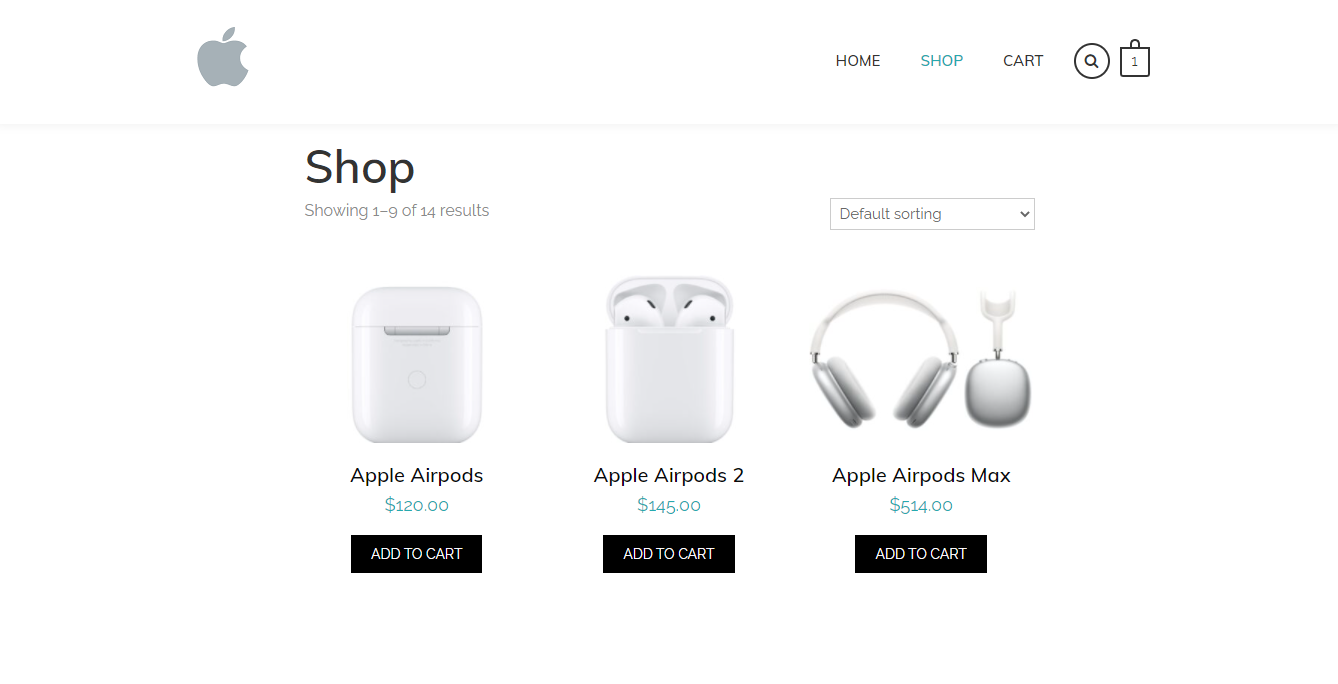 HOME
SHOP
CART
1
Shop
Showing 1–9 of 14 results
Default sorting
Apple Airpods
Apple Airpods 2
Apple Airpods Max
$120.00
$145.00
$514.00
ADD TO CART
ADD TO CART
ADD TO CART